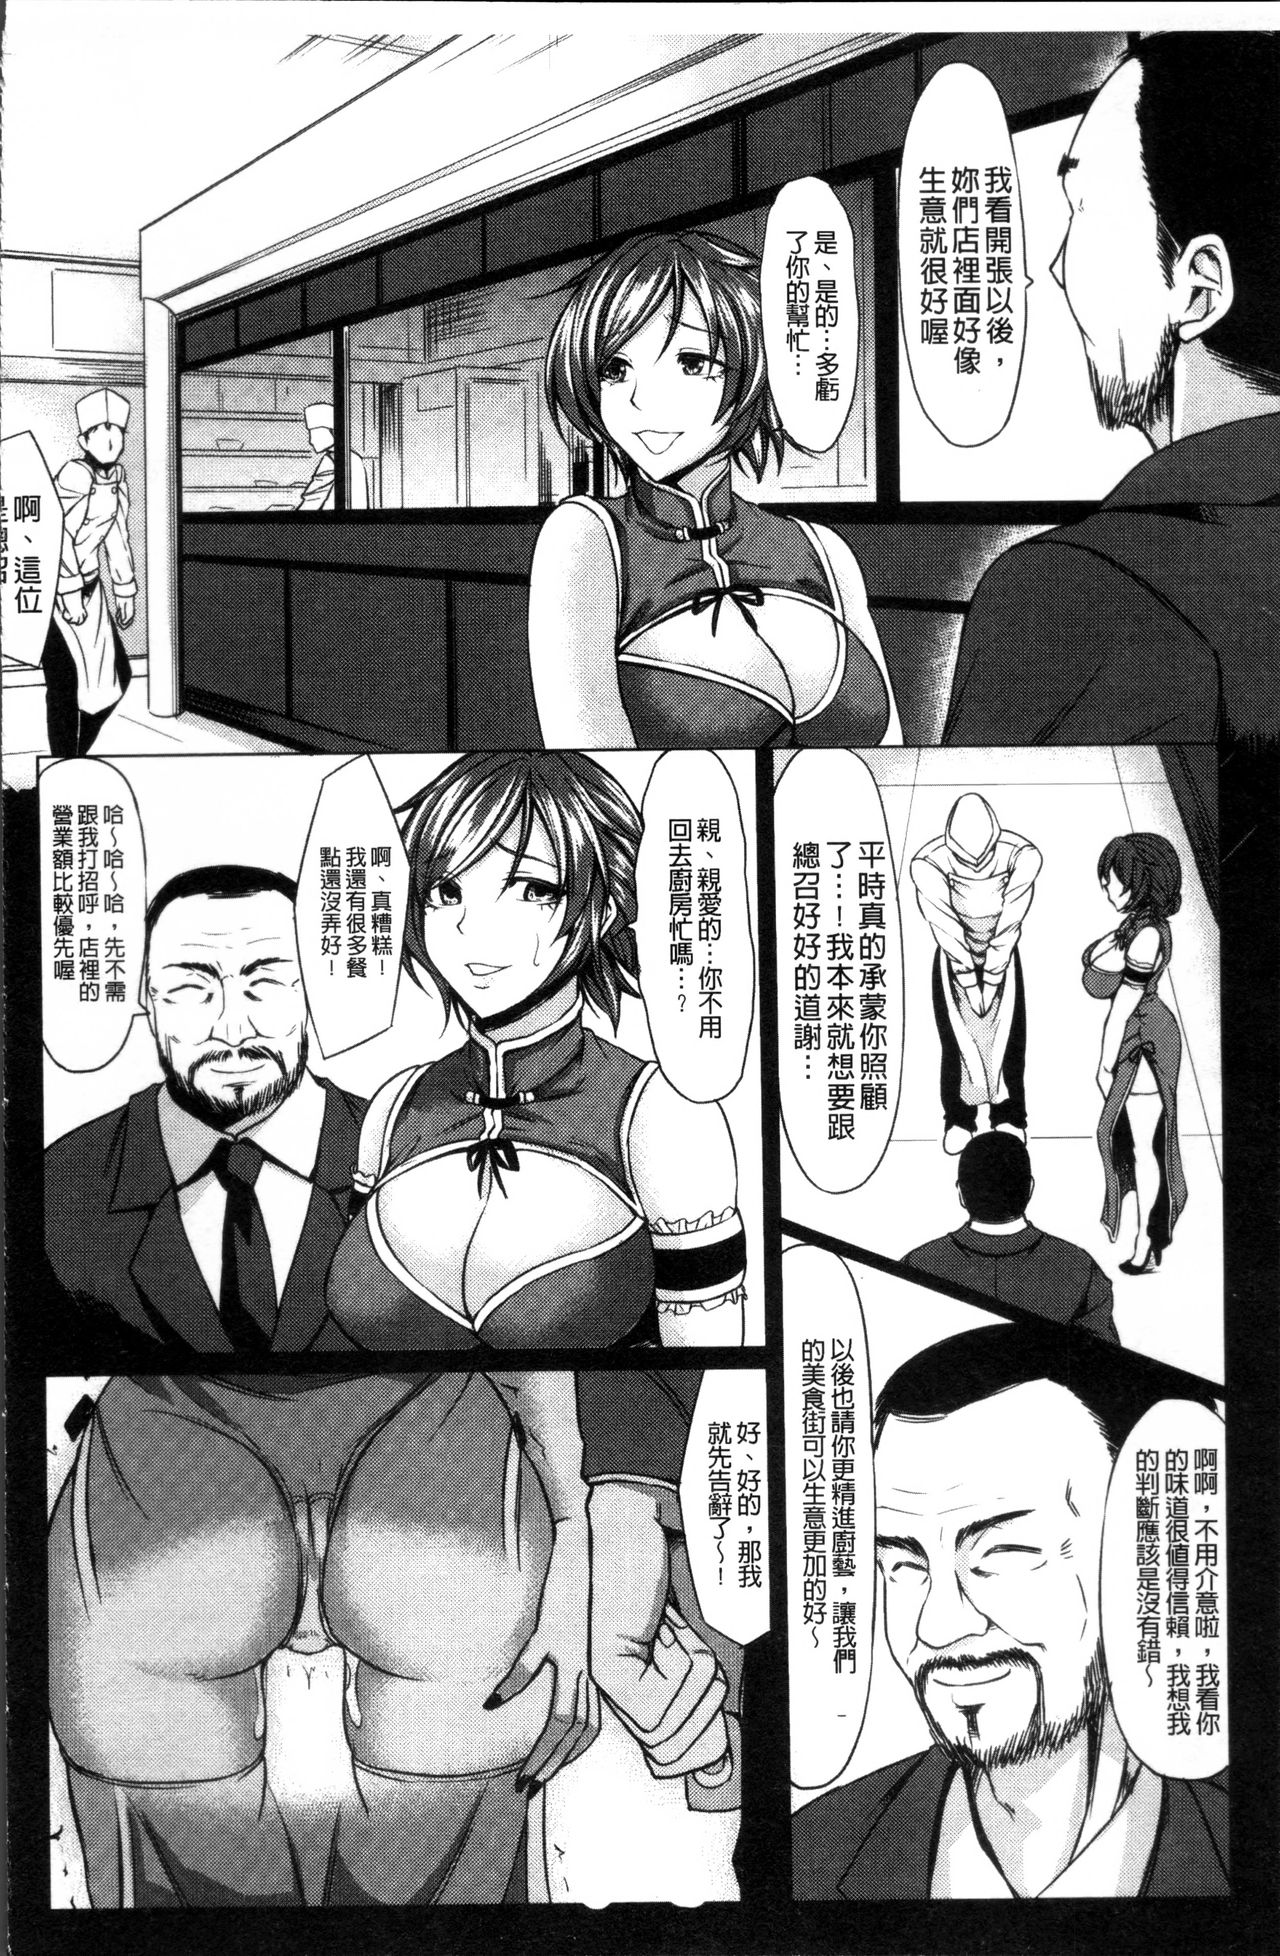 我看開張以後，
妳們店裡面好像
生意就很好喔
是、是的…多虧
了你的幫忙…
啊、這位
平時真的承蒙你照顧
了…！我本來就想要跟
總召好好的道謝…
親、親愛的…你不用
回去廚房忙嗎…？
啊、真糟糕！
我還有很多餐
點還沒弄好！
哈～哈～哈，先不需
跟我打招呼，店裡的
營業額比較優先喔
啊啊，不用介意啦，我看你
的味道很值得信賴，我想我
的判斷應該是沒有錯～
以後也請你更精進廚藝，讓我們
的美食街可以生意更加的好～
好、好的，那我
就先告辭了～！